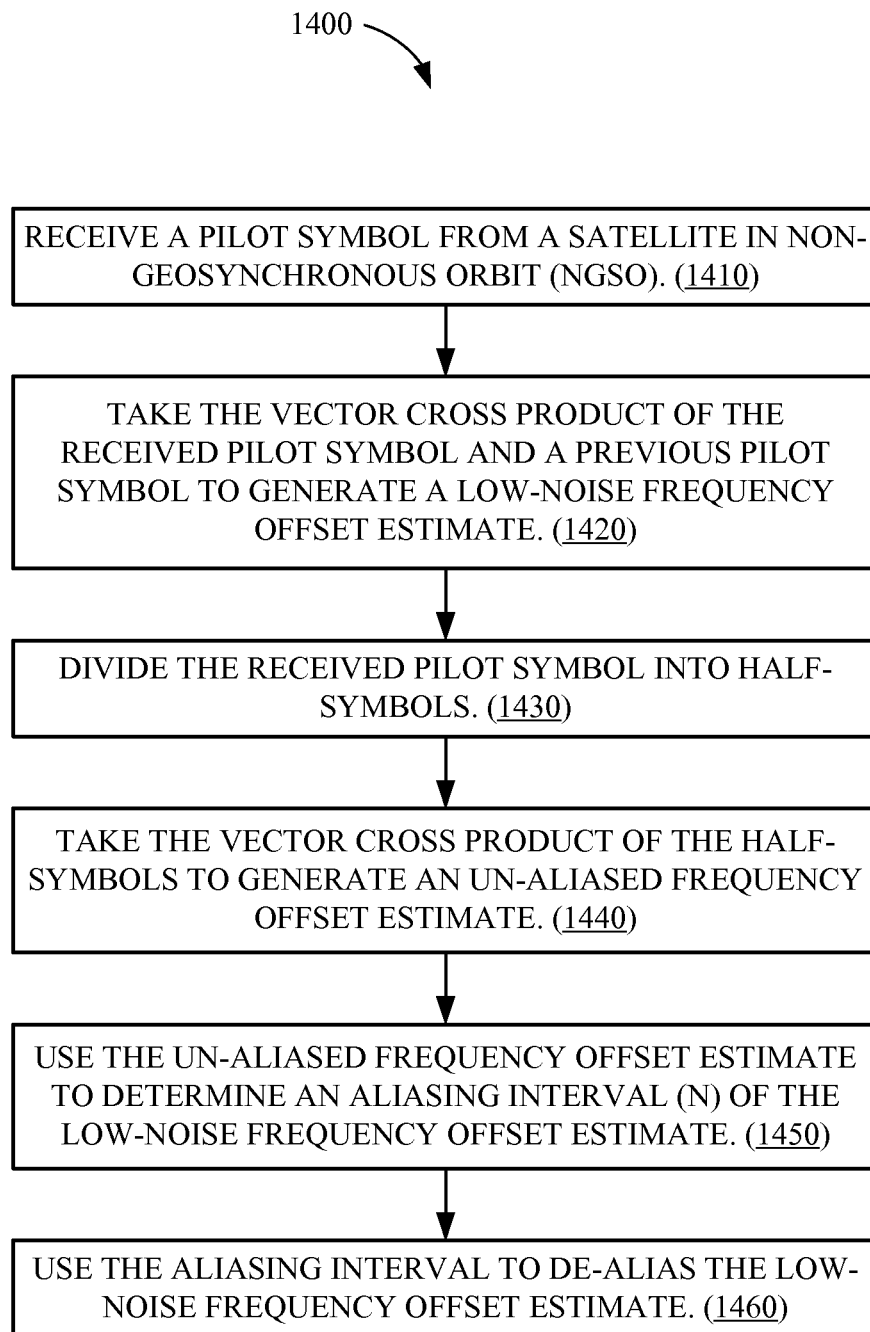 1400
RECEIVE A PILOT SYMBOL FROM A SATELLITE IN NON-
GEOSYNCHRONOUS ORBIT (NGSO). (1410)
TAKE THE VECTOR CROSS PRODUCT OF THE
RECEIVED PILOT SYMBOL AND A PREVIOUS PILOT
SYMBOL TO GENERATE A LOW-NOISE FREQUENCY
OFFSET ESTIMATE. (1420)
DIVIDE THE RECEIVED PILOT SYMBOL INTO HALF-
SYMBOLS. (1430)
TAKE THE VECTOR CROSS PRODUCT OF THE HALF-
SYMBOLS TO GENERATE AN UN-ALIASED FREQUENCY
OFFSET ESTIMATE. (1440)
USE THE UN-ALIASED FREQUENCY OFFSET ESTIMATE
TO DETERMINE AN ALIASING INTERVAL (N) OF THE
LOW-NOISE FREQUENCY OFFSET ESTIMATE. (1450)
USE THE ALIASING INTERVAL TO DE-ALIAS THE LOW-
NOISE FREQUENCY OFFSET ESTIMATE. (1460)